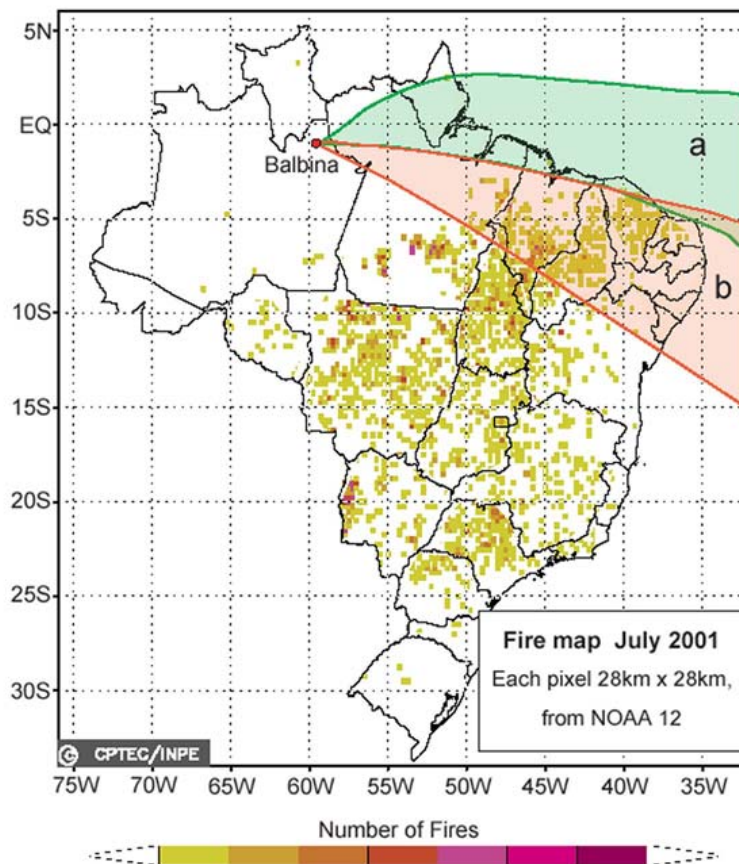 5N
EQ
5S
10S
15S
20S
25S
30S
Balbina
a
b
Fire map July 2001
Each pixel 28km x 28km,
from NOAA 12
© CPTEC/INPE
75W 70W 65W 60W 55W 50W 45W 40W 35W
Number of Fires